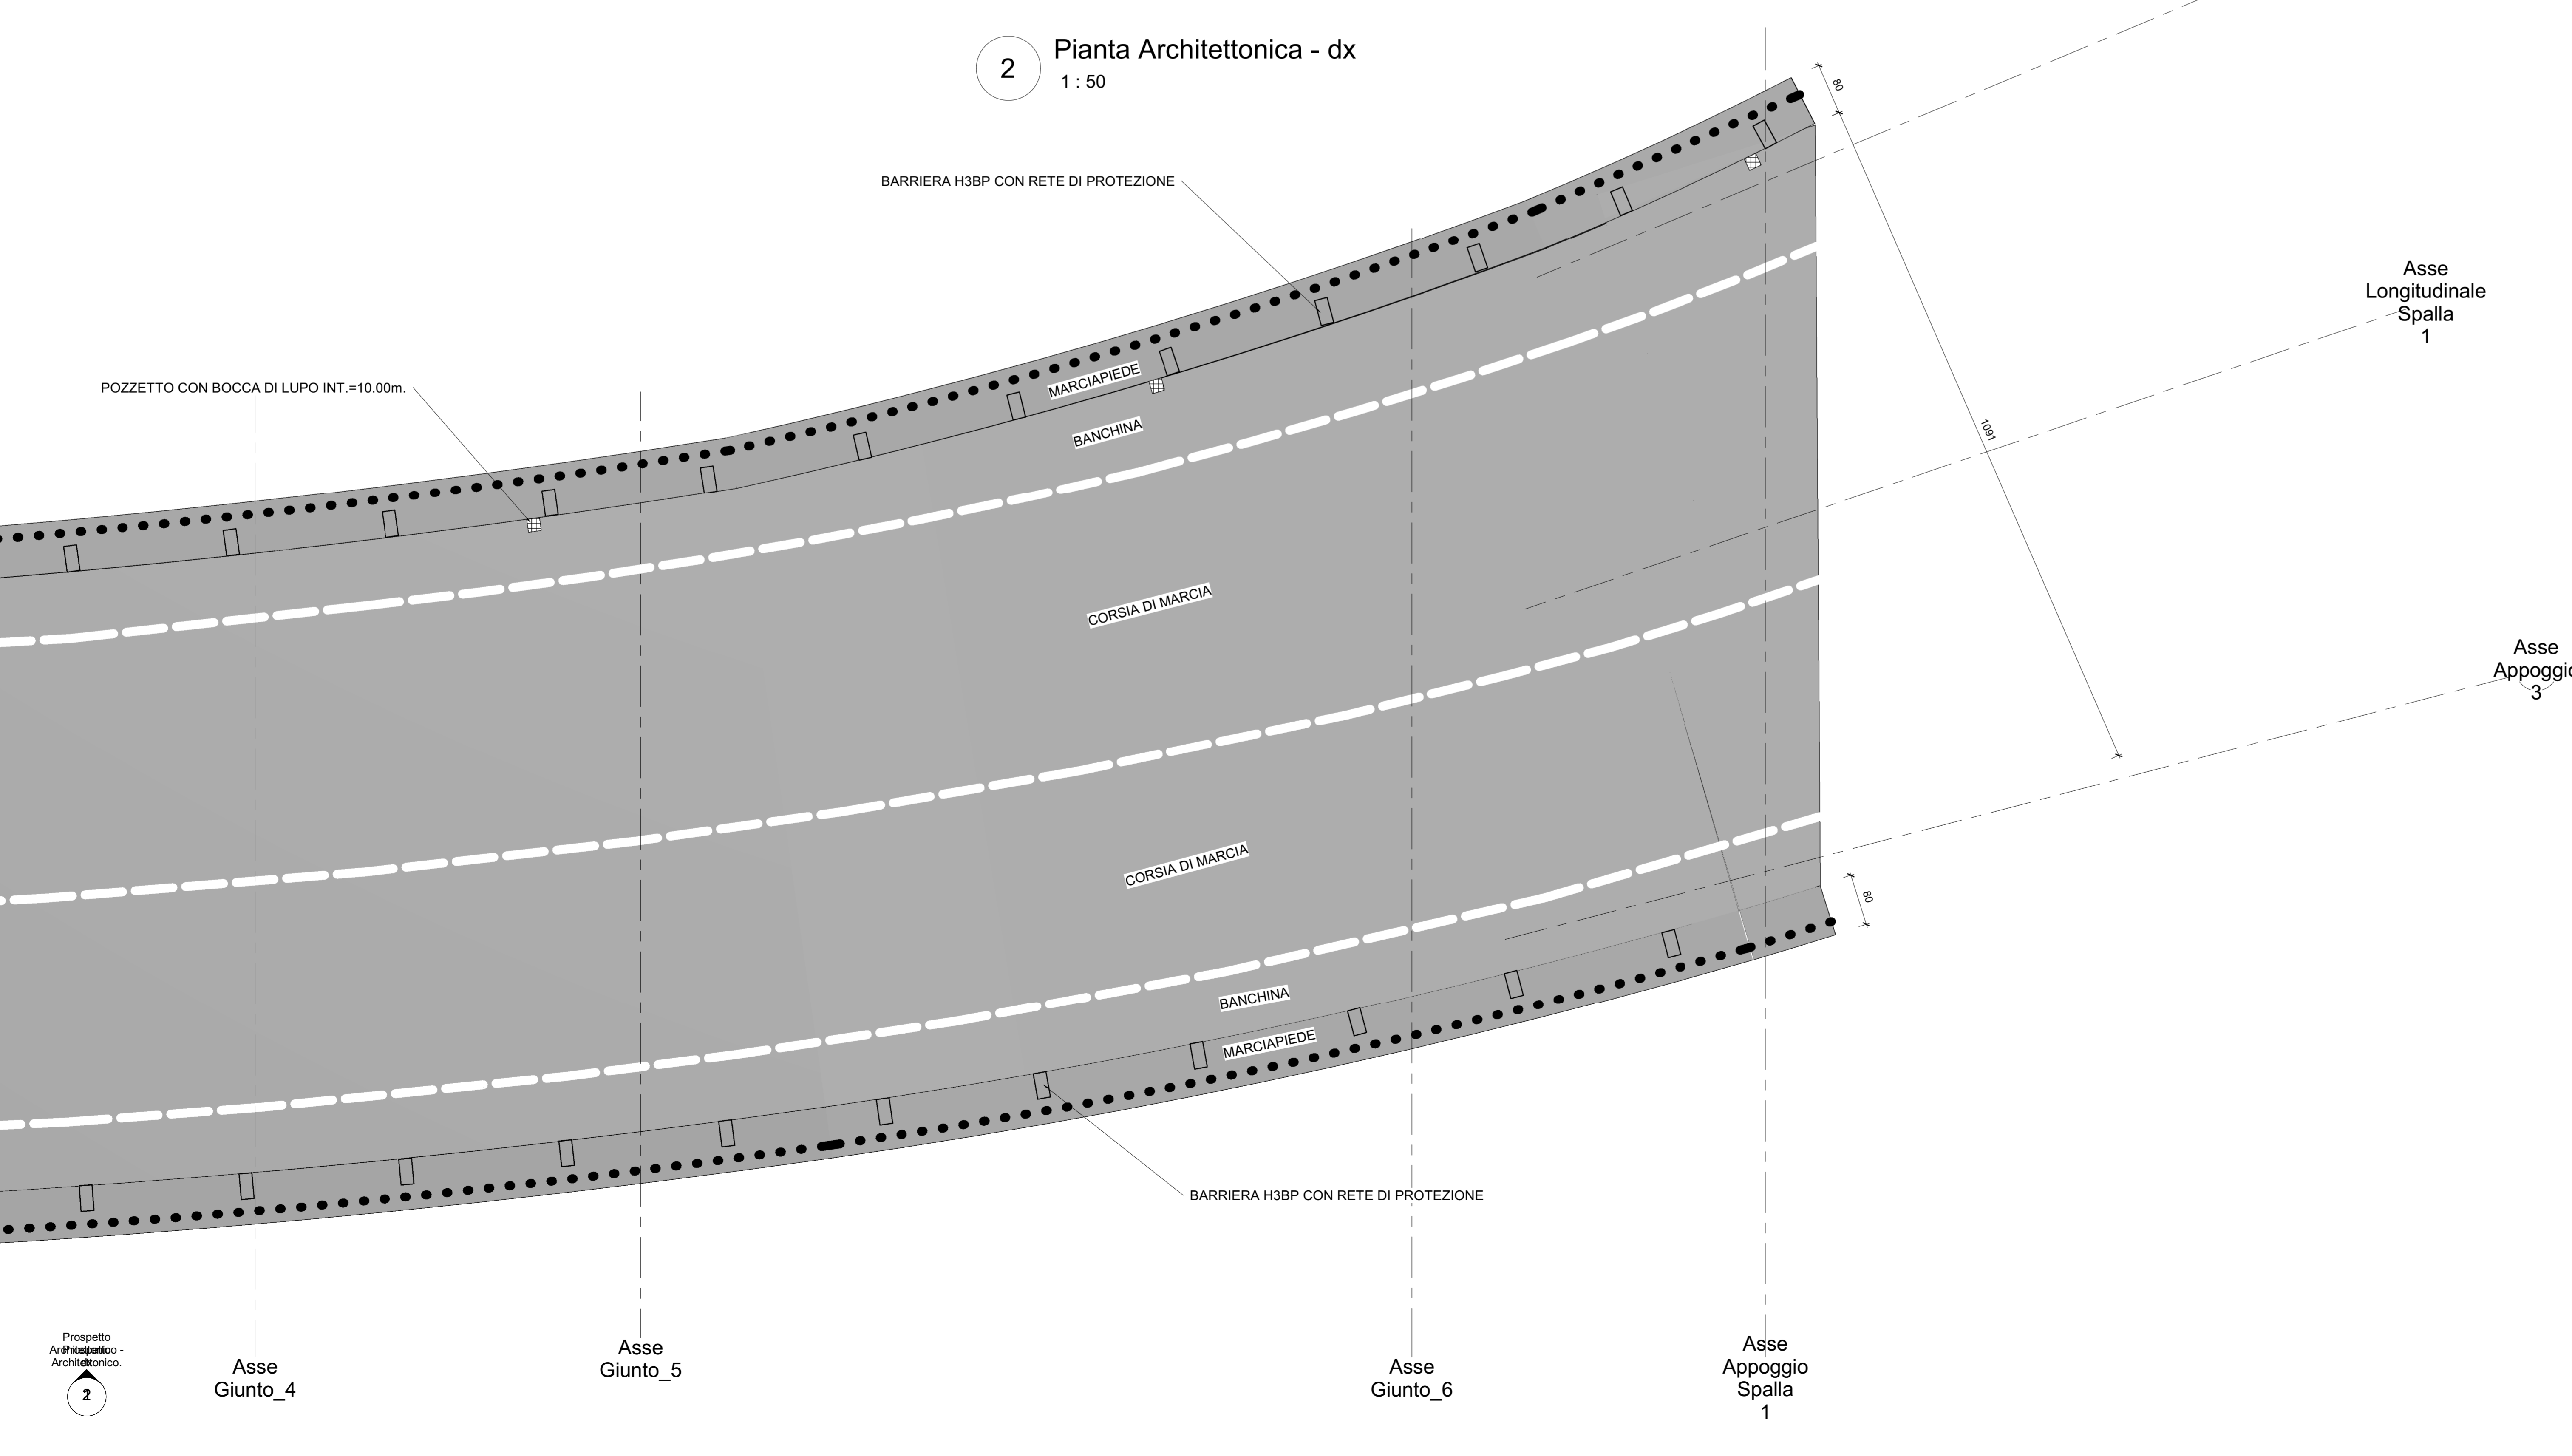 2
Pianta Architettonica - dx
1 : 50
80
BARRIERA H3BP CON RETE DI PROTEZIONE
Asse
Longitudinale
Spalla
1
POZZETTO CON BOCCA DI LUPO INT.=10.00m.
MARCIAPIEDE
BANCHINA
1091
CORSIA DI MARCIA
Asse
Appoggio
3
CORSIA DI MARCIA
80
BANCHINA
MARCIAPIEDE
BARRIERA H3BP CON RETE DI PROTEZIONE
Prospetto
Architettonico.
Asse
Giunto_4
Asse
Giunto_5
Asse
Giunto_6
Asse
Appoggio
Spalla
1